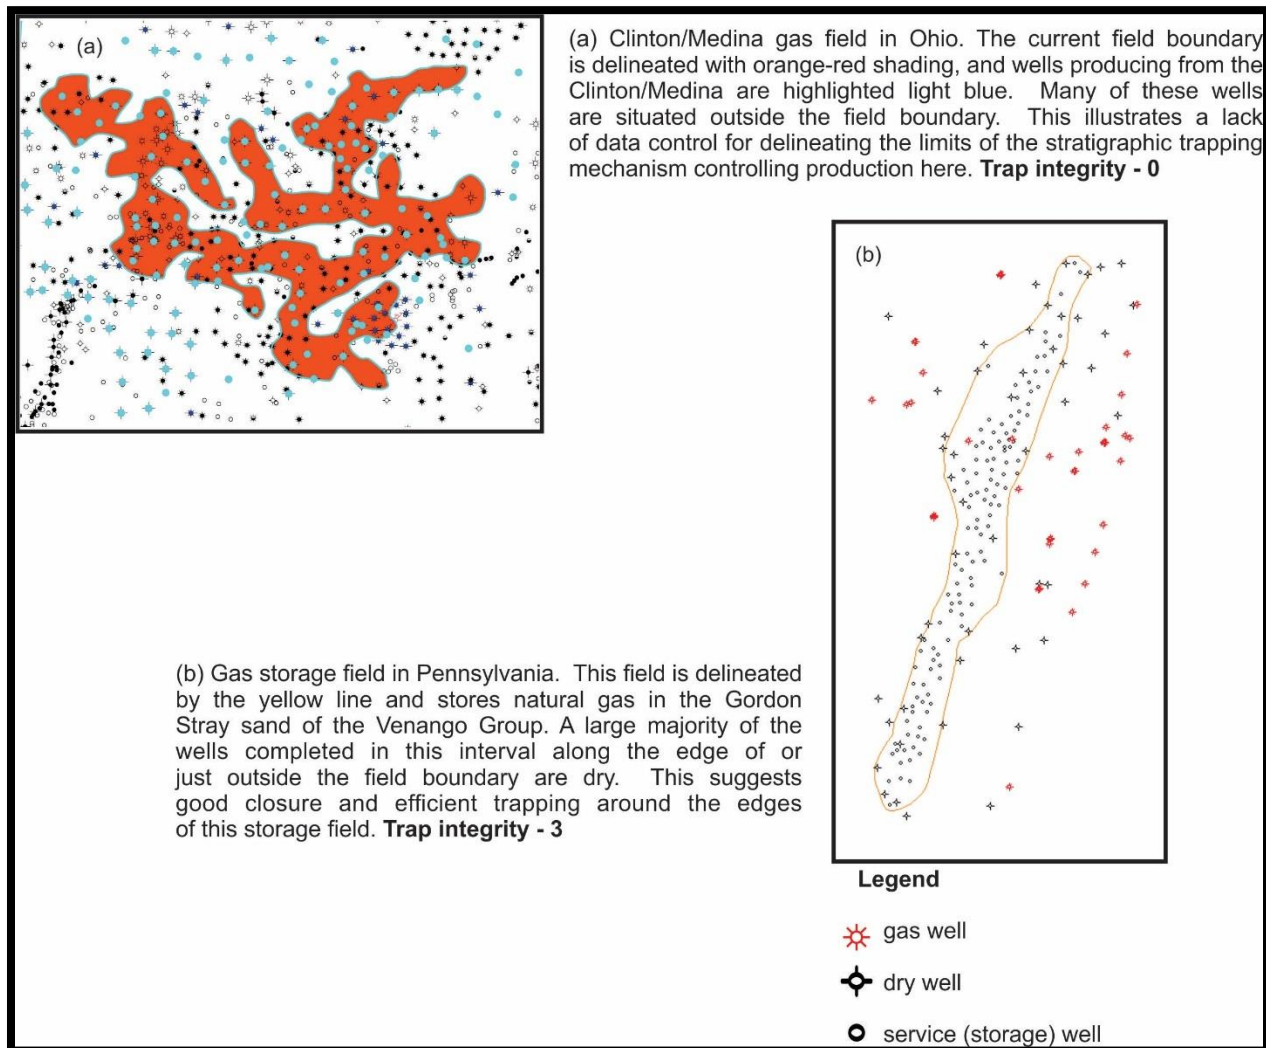 (a)
(a) Clinton/Medina gas field in Ohio. The current field boundary
is delineated with orange-red shading, and wells producing from the
Clinton/Medina are highlighted light blue. Many of these wells
are situated outside the field boundary. This illustrates a lack
of data control for delineating the limits of the stratigraphic trapping
mechanism controlling production here. Trap integrity - 0
(b)
(b) Gas storage field in Pennsylvania. This field is delineated
by the yellow line and stores natural gas in the Gordon
Stray sand of the Venango Group. A large majority of the
wells completed in this interval along the edge of or
just outside the field boundary are dry. This suggests
good closure and efficient trapping around the edges
of this storage field. Trap integrity - 3
Legend
gas well
dry well
service (storage) well